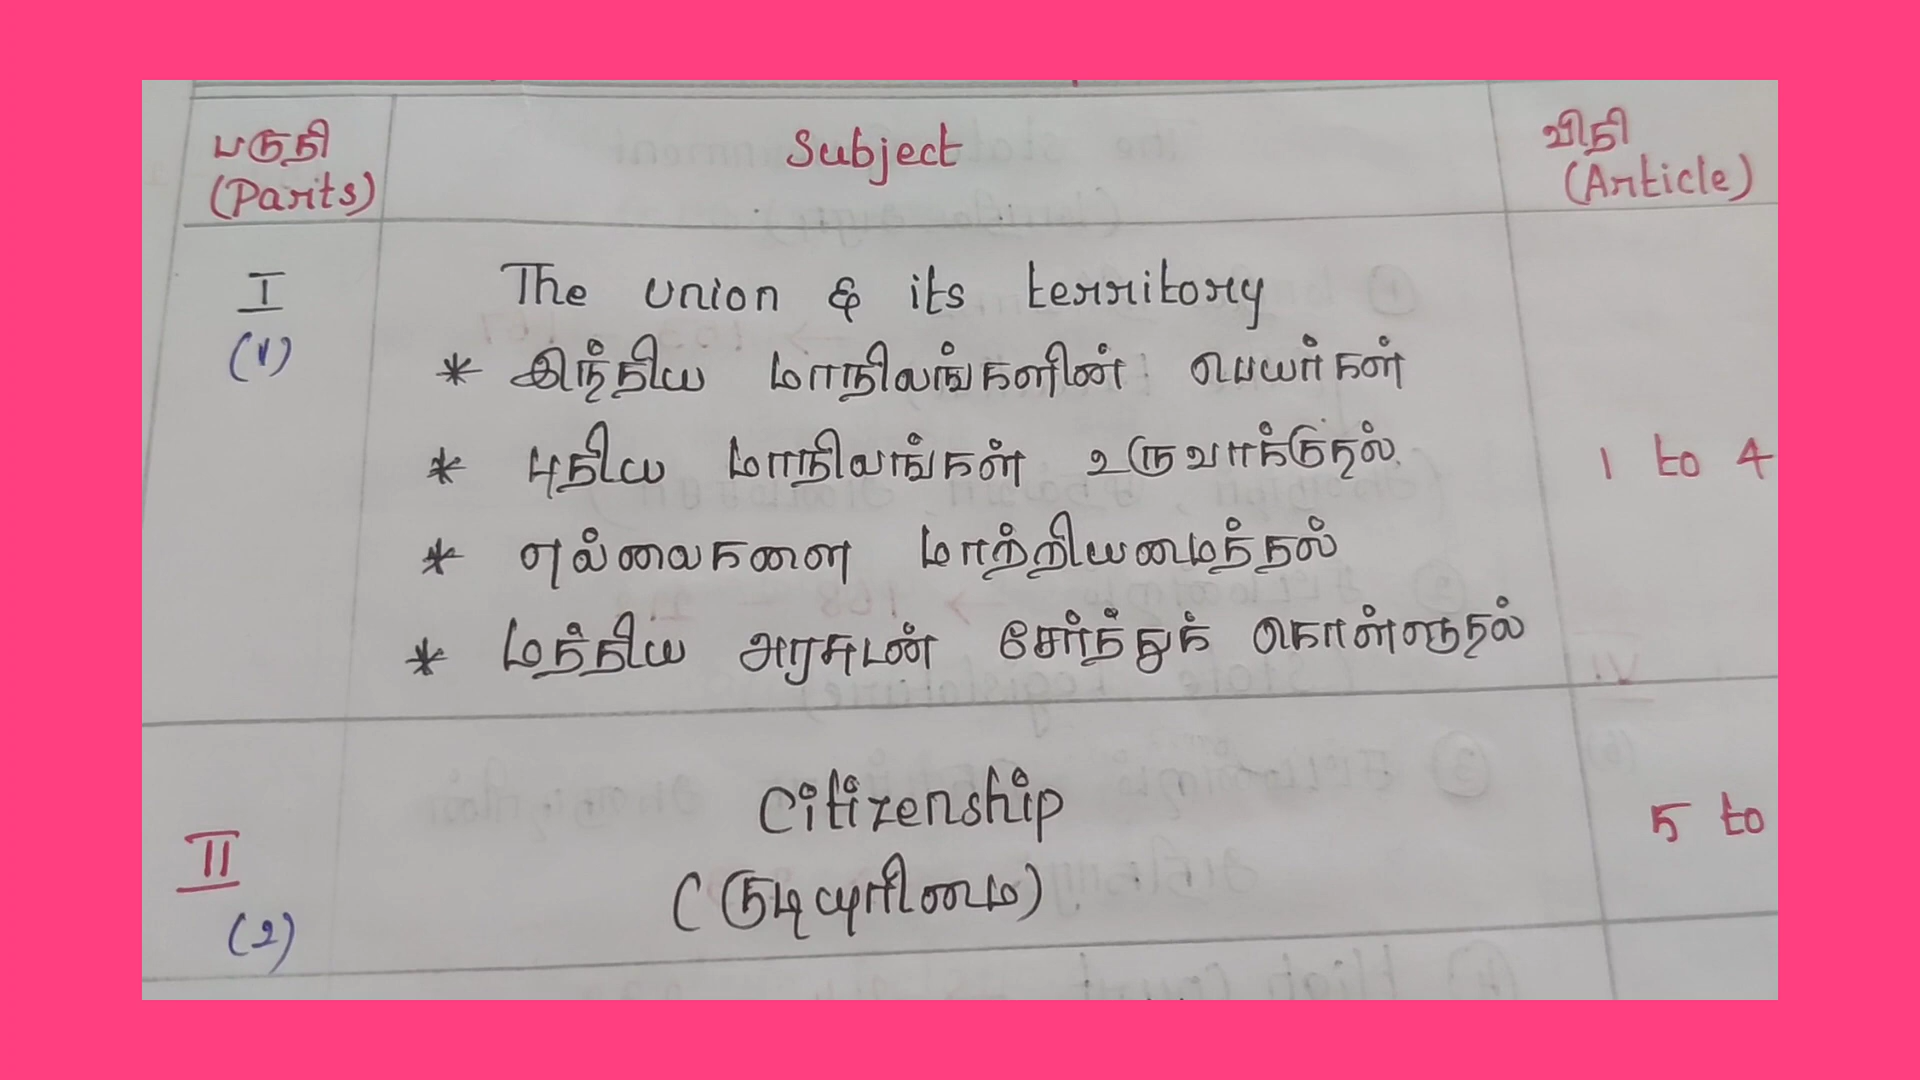 பகுதி
(Parts)
Subject
விதி
(Article)
I
(1)
The union & its territory
* இந்திய மாநிலங்களின் பெயர்கள்
* புதிய மாநிலங்கள் உருவாக்குதல்.
* எல்லைகளை மாற்றியமைத்தல்
* மத்திய அரசுடன் சேர்த்துக் கொள்ளுதல்
1 to 4
II
(2)
Citizenship
(குடியுரிமை)
5 to